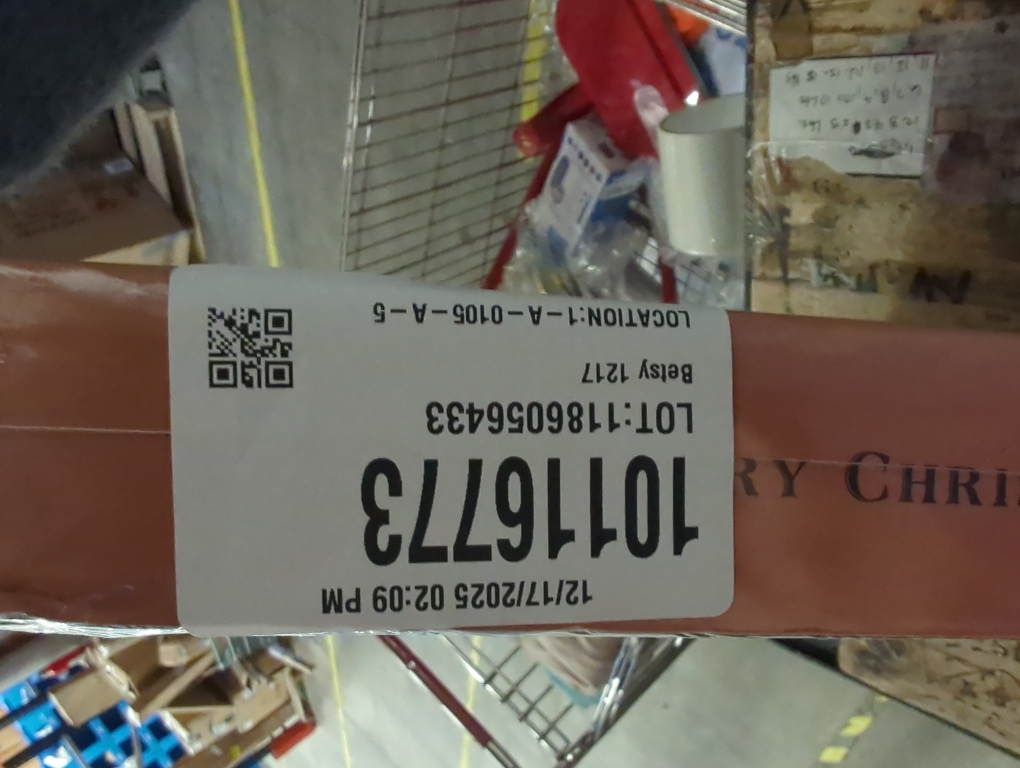 12/17/2025 02:09 PM
10116773
LOT:1186056433
Betsy 1217
LOCATION:1-A-0105-A-5
RY CHRI